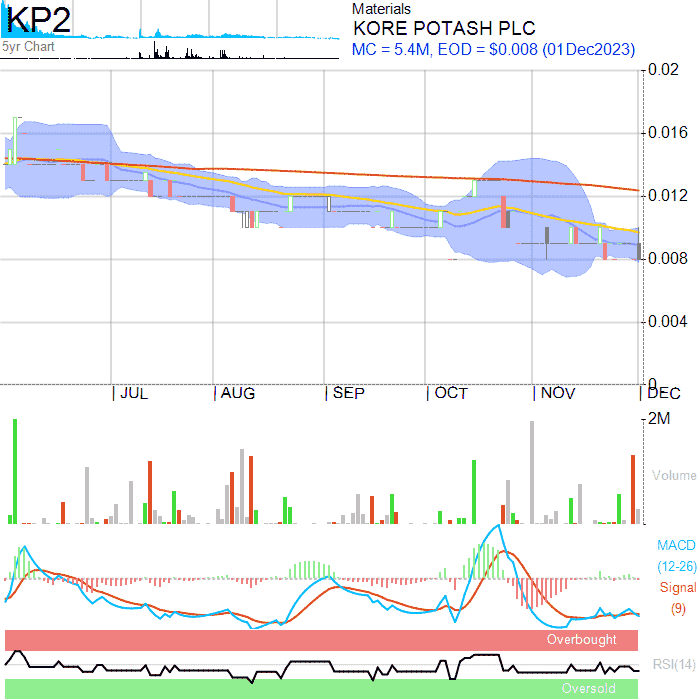 KP2
5yr Chart
Materials
KORE POTASH PLC
MC = 5.4M, EOD = $0.008 (01Dec2023)
0.02
0.016
0.012
0.008
0.004
0
JUL AUG SEP OCT NOV DEC
2M
Volume
MACD
(12-26)
Signal
(9)
Overbought
RSI(14)
Oversold